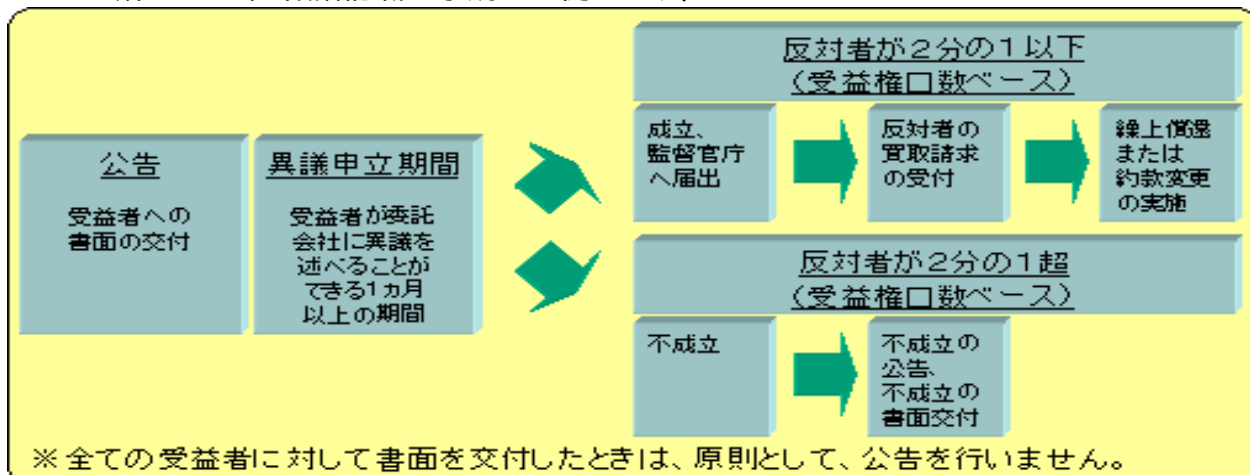 反対者が2分の1以下
(受益権口数ベース)
公告
受益者への
書面の交付
異議申立期間
受益者が委託
会社に異議を
述べることが
できる1カ月
以上の期間
成立、
監督官庁
へ届出
反対者の
買取請求
の受付
繰上償還
または
約款変更
の実施
反対者が2分の1超
(受益権口数ベース)
不成立
不成立の
公告、
不成立の
書面交付
※全ての受益者に対して書面を交付したときは、原則として、公告を行いません。